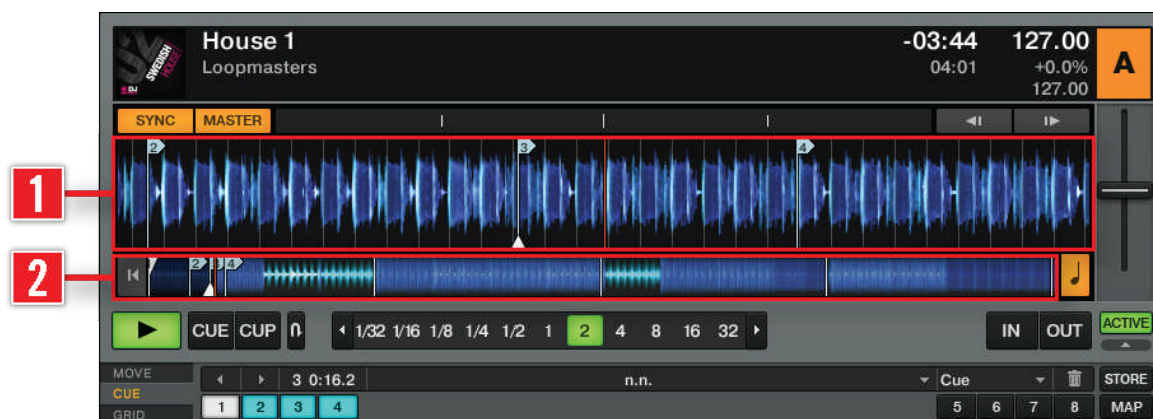 SWEDISH HOUSE
DJ
House 1
Loopmasters
-03:44
04:01
127.00
+0.0%
127.00
A
SYNC MASTER
1
2 3 4
2
2 3 4
CUE CUP
1/32 1/16 1/8 1/4 1/2 1 2 4 8 16 32
IN OUT
ACTIVE
MOVE
CUE
GRID
3 0:16.2
n.n.
Cue
STORE
1 2 3 4
5 6 7 8
MAP